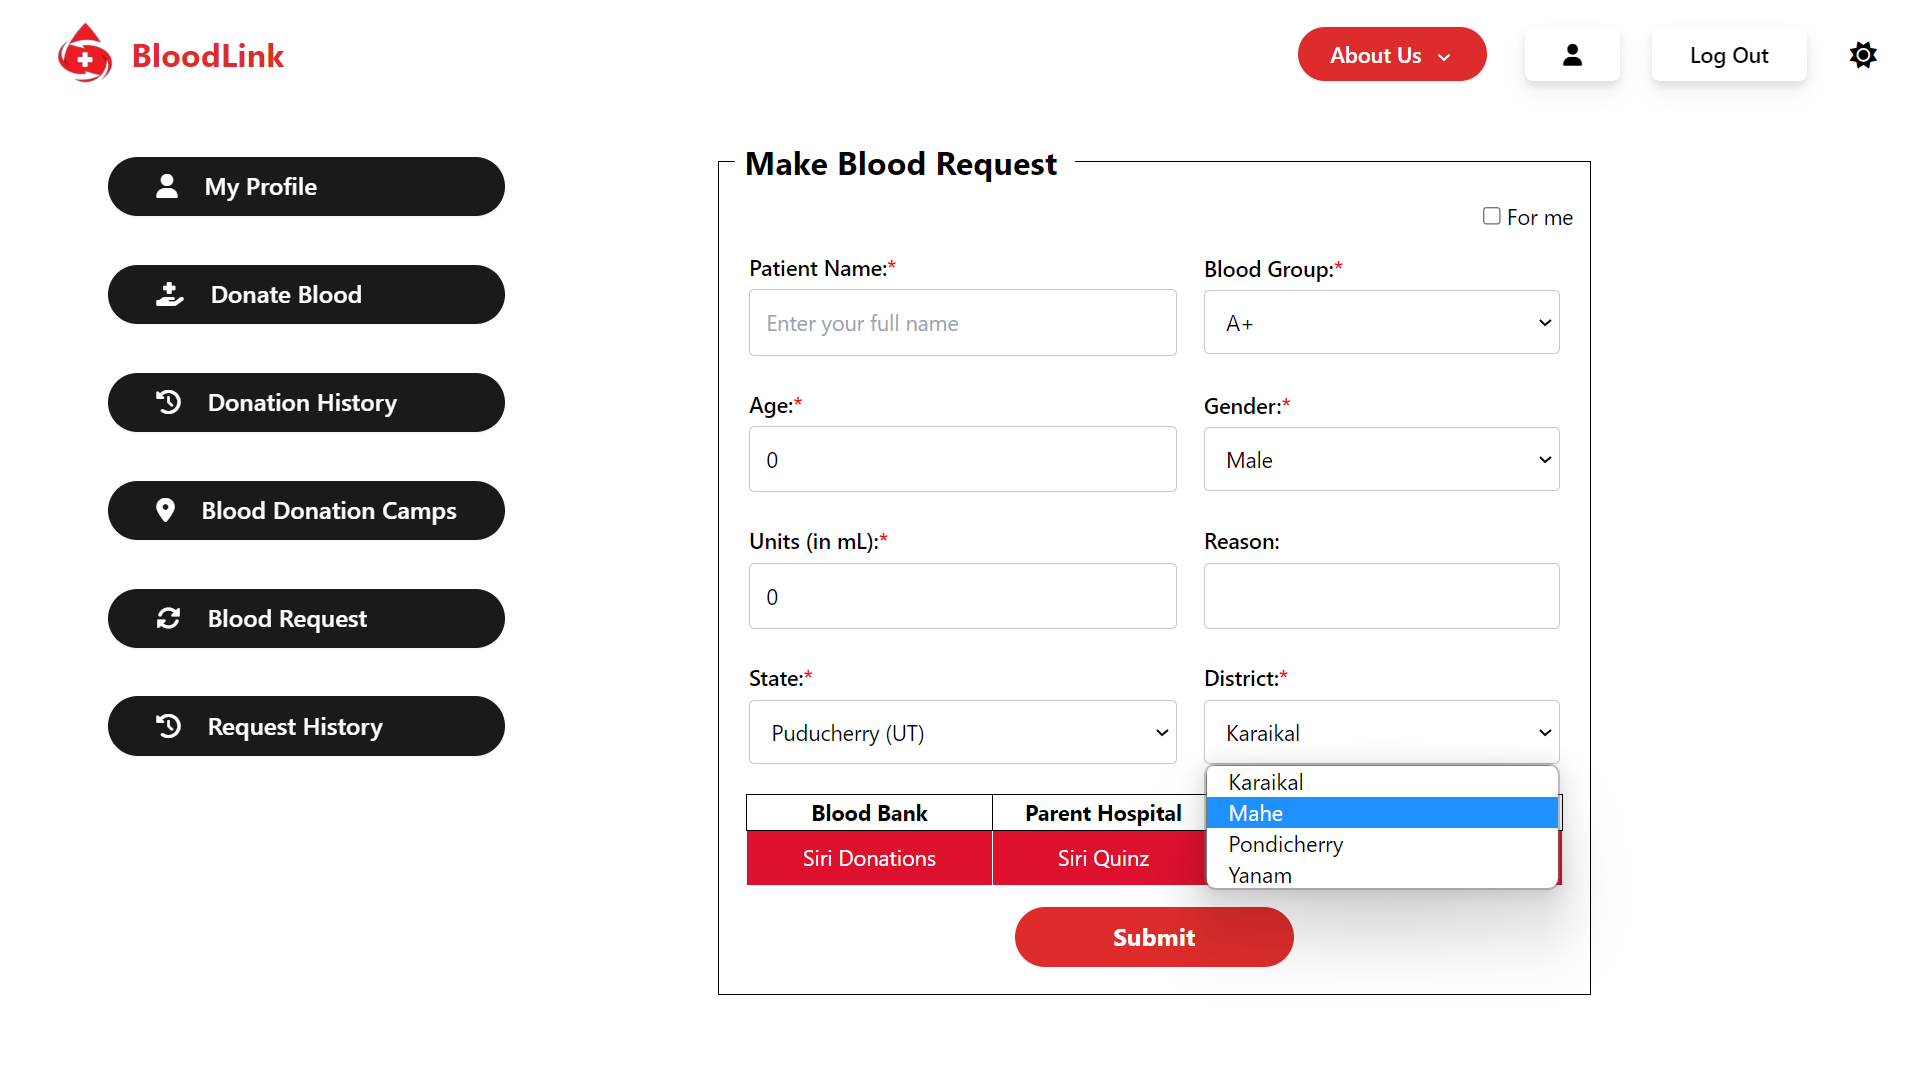 BloodLink
About Us
Log Out
My Profile
Donate Blood
Donation History
Blood Donation Camps
Blood Request
Request History
Make Blood Request
For me
Patient Name:*
Blood Group:*
Enter your full name
A+
Age:*
Gender:*
0
Male
Units (in mL):*
Reason:
0
State:*
District:*
Puducherry (UT)
Karaikal
Karaikal
Mahe
Pondicherry
Yanam
Blood Bank
Parent Hospital
Siri Donations
Siri Quinz
Submit